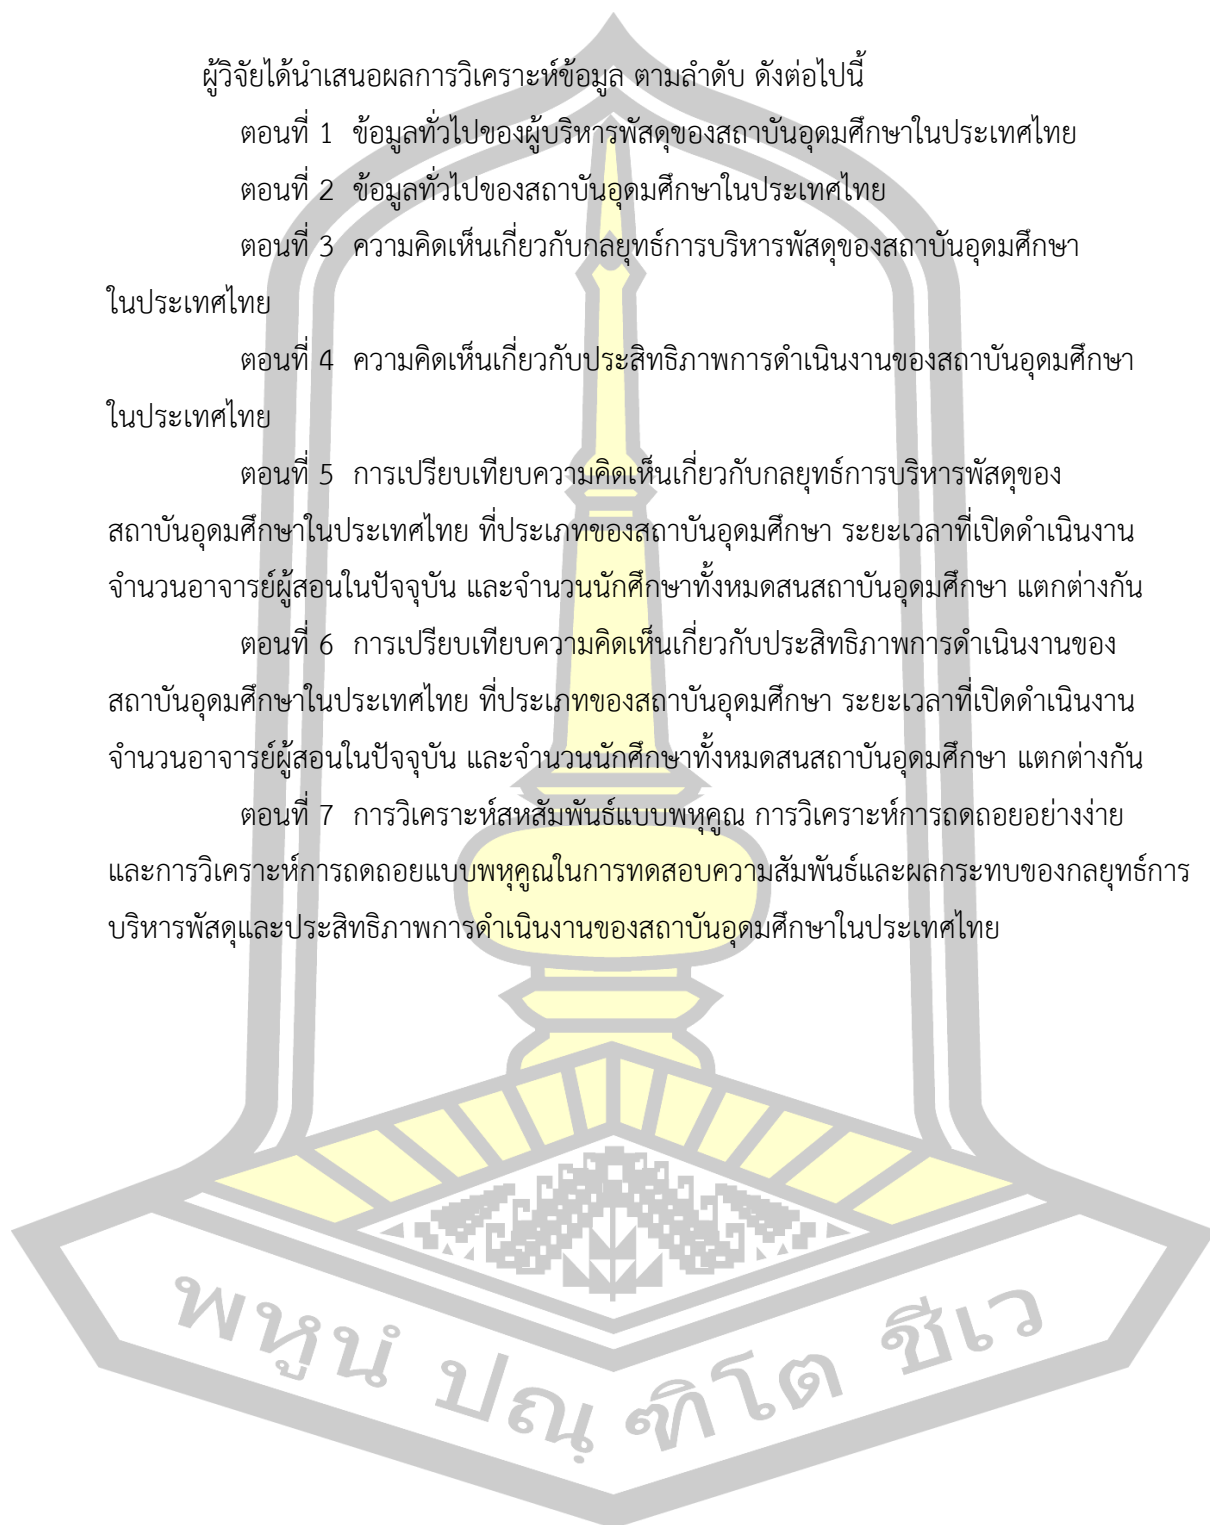 ผู้วิจัยได้นำเสนอผลการวิเคราะห์ข้อมูล ตามลำดับ ดังต่อไปนี้
ตอนที่ 1 ข้อมูลทั่วไปของผู้บริหารพัสดุของสถาบันอุดมศึกษาในประเทศไทย
ตอนที่ 2 ข้อมูลทั่วไปของสถาบันอุดมศึกษาในประเทศไทย
ตอนที่ 3 ความคิดเห็นเกี่ยวกับกลยุทธ์การบริหารพัสดุของสถาบันอุดมศึกษา
ในประเทศไทย
ตอนที่ 4 ความคิดเห็นเกี่ยวกับประสิทธิภาพการดำเนินงานของสถาบันอุดมศึกษา
ในประเทศไทย
ตอนที่ 5 การเปรียบเทียบความคิดเห็นเกี่ยวกับกลยุทธ์การบริหารพัสดุของ
สถาบันอุดมศึกษาในประเทศไทย ที่ประเภทของสถาบันอุดมศึกษา ระยะเวลาที่เปิดดำเนินงาน
จำนวนอาจารย์ผู้สอนในปัจจุบัน และจำนวนนักศึกษาทั้งหมดสนสถาบันอุดมศึกษา แตกต่างกัน
ตอนที่ 6 การเปรียบเทียบความคิดเห็นเกี่ยวกับประสิทธิภาพการดำเนินงานของ
สถาบันอุดมศึกษาในประเทศไทย ที่ประเภทของสถาบันอุดมศึกษา ระยะเวลาที่เปิดดำเนินงาน
จำนวนอาจารย์ผู้สอนในปัจจุบัน และจำนวนนักศึกษาทั้งหมดสนสถาบันอุดมศึกษา แตกต่างกัน
ตอนที่ 7 การวิเคราะห์สหสัมพันธ์แบบพหุคูณ การวิเคราะห์การถดถอยอย่างง่าย
และการวิเคราะห์การถดถอยแบบพหุคูณในการทดสอบความสัมพันธ์และผลกระทบของกลยุทธ์การ
บริหารพัสดุและประสิทธิภาพการดำเนินงานของสถาบันอุดมศึกษาในประเทศไทย
พหูนํ ปณฺ ฑิโต ชีเว